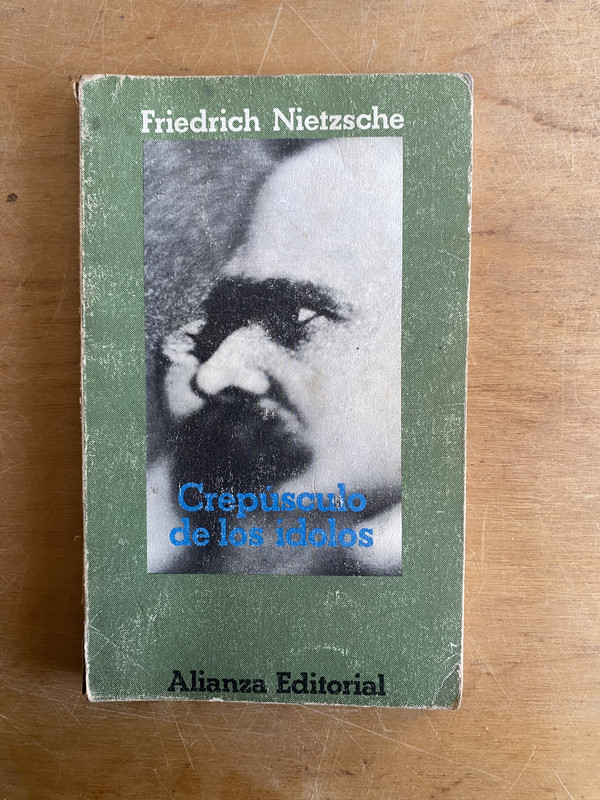 Friedrich Nietzsche
Crepúsculo
de los ídolos
Alianza Editorial